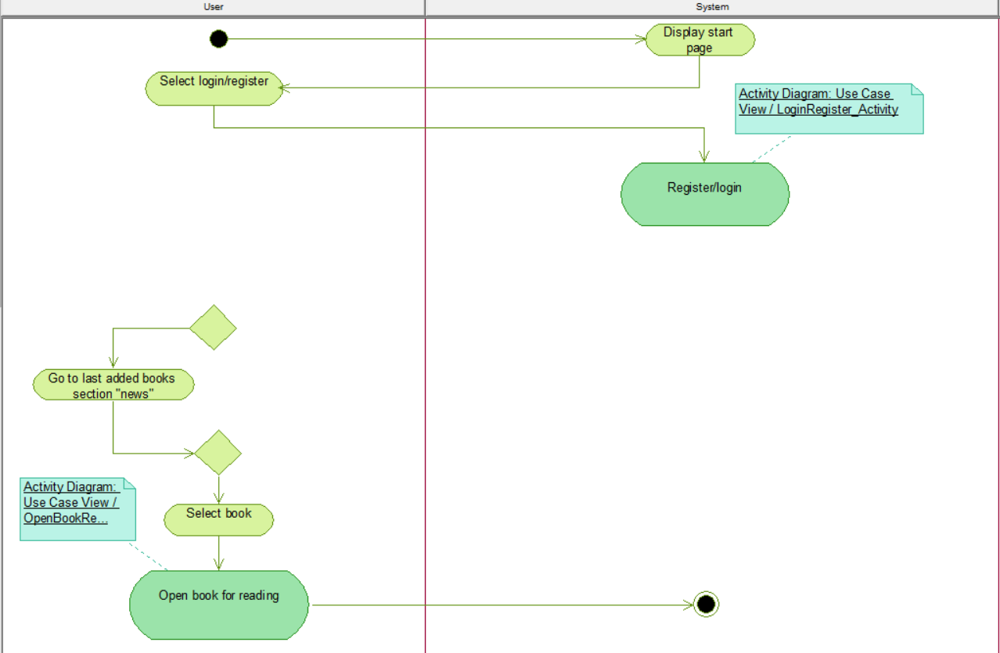 User
System
Display start
page
Select login/register
Activity Diagram: Use Case
View / LoginRegister_Activity
Register/login
Go to last added books
section "news"
Activity Diagram:
Use Case View /
OpenBookRe...
Select book
Open book for reading